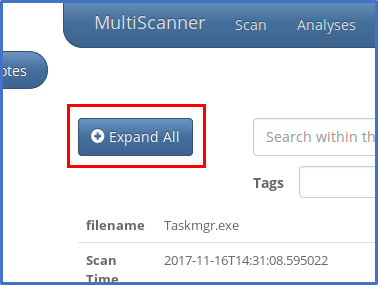 MultiScanner Scan Analyses
otes
Expand All
Search within th
Tags
filename Taskmgr.exe
Scan Time 2017-11-16T14:31:08.595022